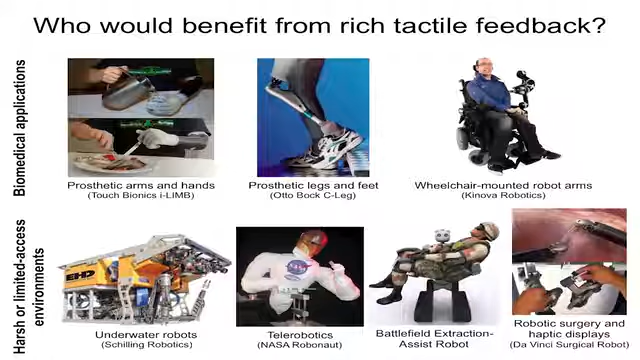 Who would benefit from rich tactile feedback?
Biomedical applications
Prosthetic arms and hands
(Touch Bionics i-LIMB)
Prosthetic legs and feet
(Otto Bock C-Leg)
Wheelchair-mounted robot arms
(Kinova Robotics)
Harsh or limited-access
environments
EHD
Underwater robots
(Schilling Robotics)
NASA
Telerobotics
(NASA Robonaut)
Battlefield Extraction-
Assist Robot
Robotic surgery and
haptic displays
(Da Vinci Surgical Robot)